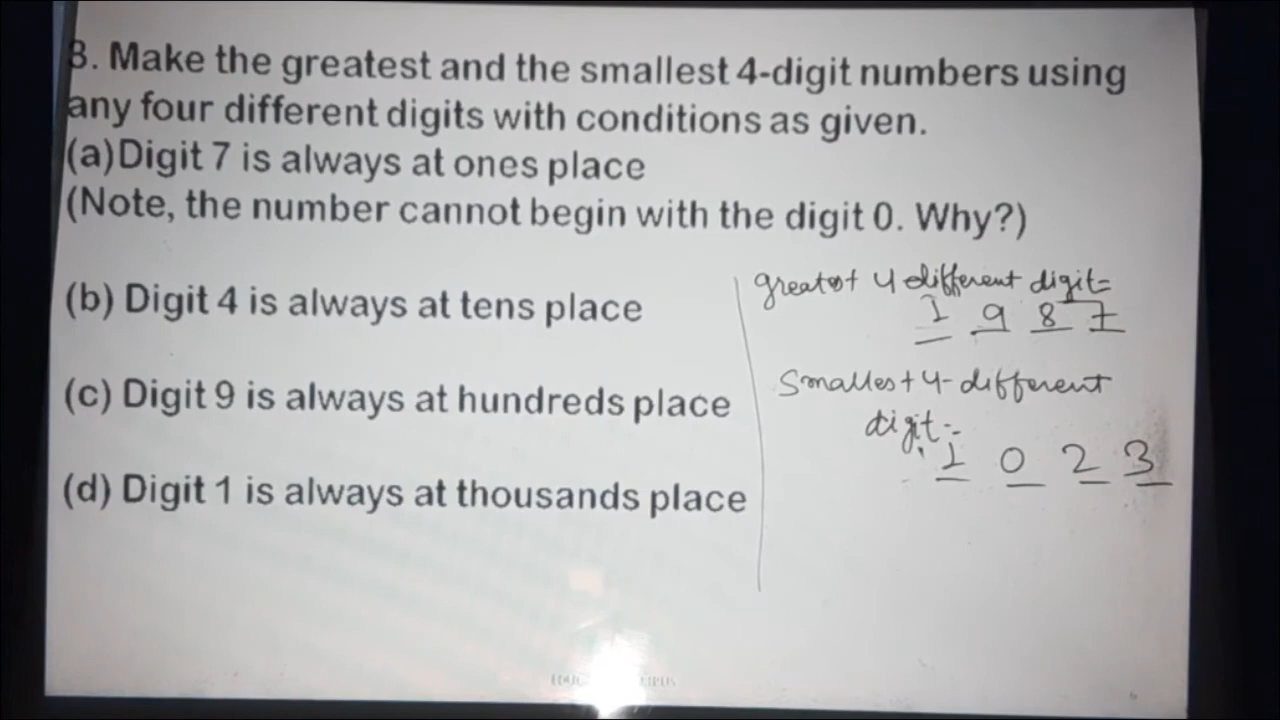 3. Make the greatest and the smallest 4-digit numbers using
any four different digits with conditions as given.
(a)Digit 7 is always at ones place
(Note, the number cannot begin with the digit 0. Why?)
(b) Digit 4 is always at tens place
(c) Digit 9 is always at hundreds place
(d) Digit 1 is always at thousands place
greatest 4 different digit=
1 9 8 7
Smallest 4-different
digit:-
1 0 2 3